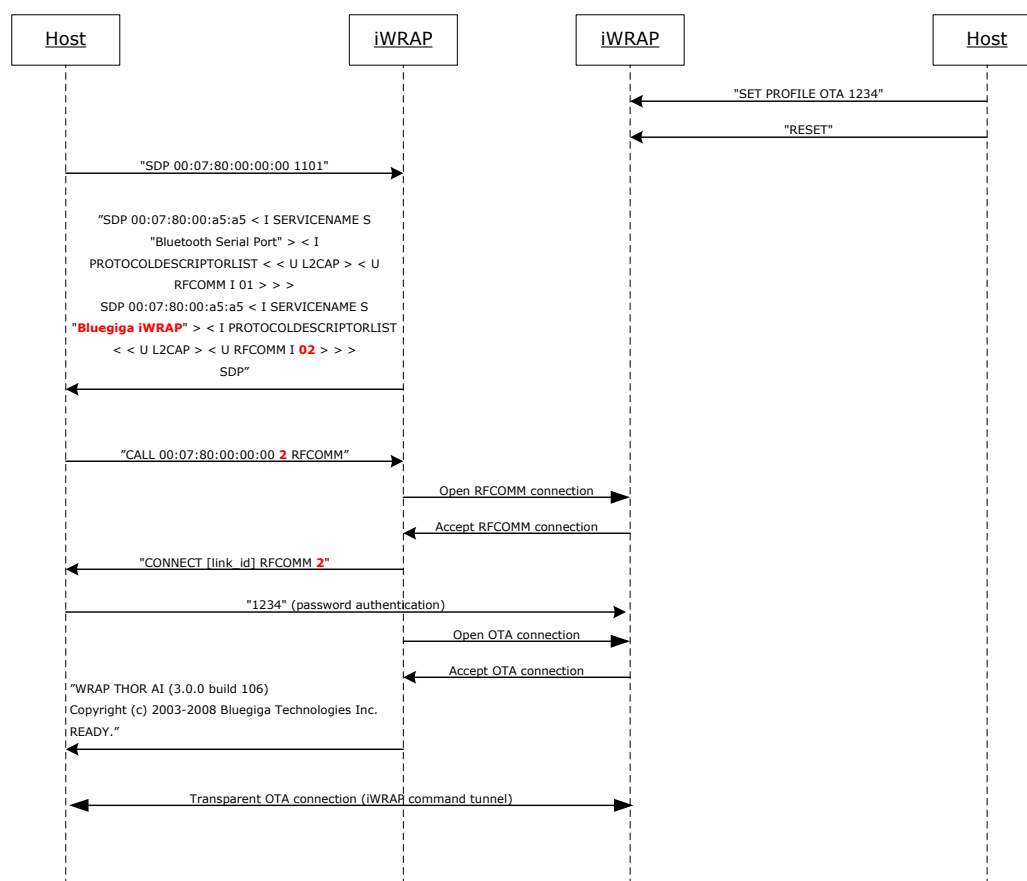 Host
iWRAP
iWRAP
Host
"SET PROFILE OTA 1234"
"RESET"
"SDP 00:07:80:00:00:00 1101"
”SDP 00:07:80:00:a5:a5 < I SERVICENAME S
"Bluetooth Serial Port" > < I
PROTOCOLDESCRIPTORLIST < < U L2CAP > < U
RFCOMM I 01 > > >
SDP 00:07:80:00:a5:a5 < I SERVICENAME S
"Bluegiga iWRAP" > < I PROTOCOLDESCRIPTORLIST
< < U L2CAP > < U RFCOMM I 02 > > >
SDP”
”CALL 00:07:80:00:00:00 2 RFCOMM”
Open RFCOMM connection
Accept RFCOMM connection
"CONNECT [link_id] RFCOMM 2"
"1234" (password authentication)
Open OTA connection
Accept OTA connection
”WRAP THOR AI (3.0.0 build 106)
Copyright (c) 2003-2008 Bluegiga Technologies Inc.
READY.”
Transparent OTA connection (iWRAP command tunnel)